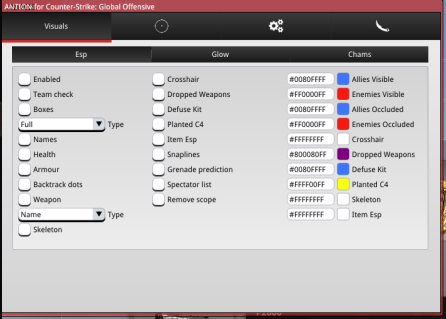 ANTION for Counter-Strike: Global Offensive
Visuals
Esp Glow Chams
Enabled Crosshair #0080FFFF Allies Visible
Team check Dropped Weapons #FF0000FF Enemies Visible
Boxes Defuse Kit #0080FFFF Allies Occluded
Full Type Planted C4 #FF0000FF Enemies Occluded
Names Item Esp #FFFFFFFF Crosshair
Health Snaplines #800080FF Dropped Weapons
Armour Grenade prediction #0080FFFF Defuse Kit
Backtrack dots Spectator list #FFFF00FF Planted C4
Weapon Remove scope #FFFFFFFF Skeleton
Name Type #FFFFFFFF Item Esp
Skeleton